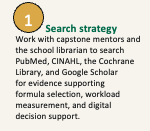 1
Search strategy
Work with capstone mentors and
the school librarian to search
PubMed, CINAHL, the Cochrane
Library, and Google Scholar
for evidence supporting
formula selection, workload
measurement, and digital
decision support.